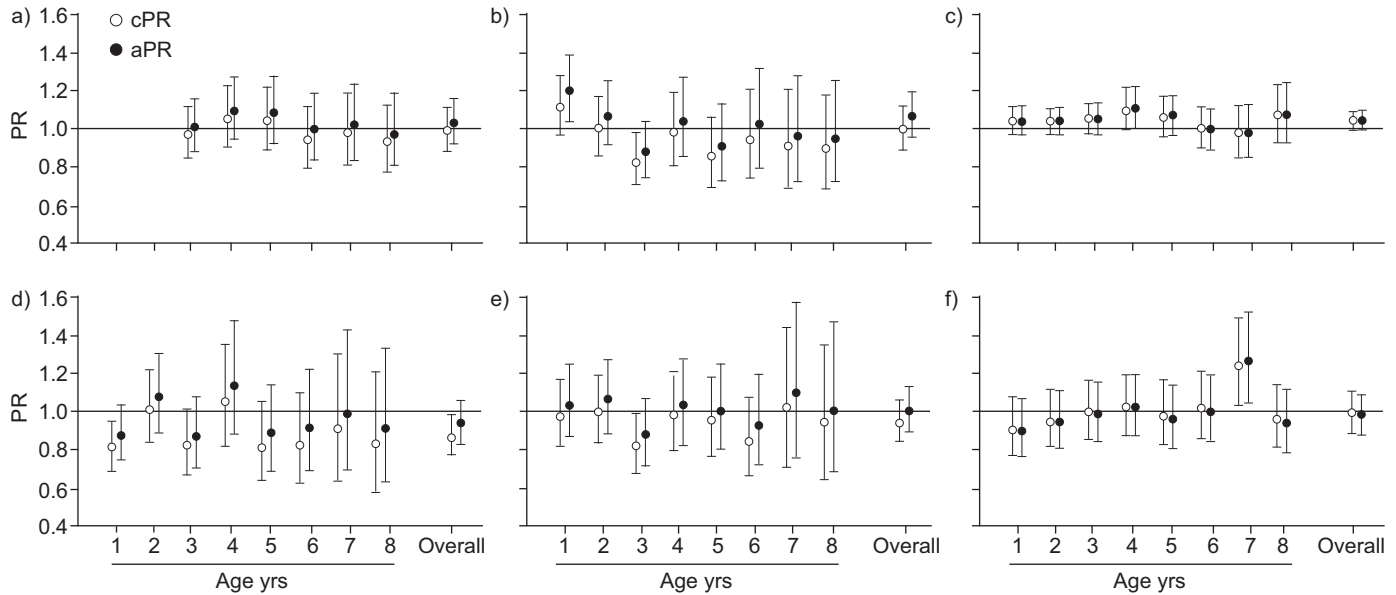 a) 1.6 b) c)
cPR
aPR
1.4
1.2
PR 1.0
0.8
0.6
0.4
d) 1.6 e) f)
1.4
1.2
PR 1.0
0.8
0.6
0.4
1 2 3 4 5 6 7 8 Overall 1 2 3 4 5 6 7 8 Overall 1 2 3 4 5 6 7 8 Overall
Age yrs Age yrs Age yrs